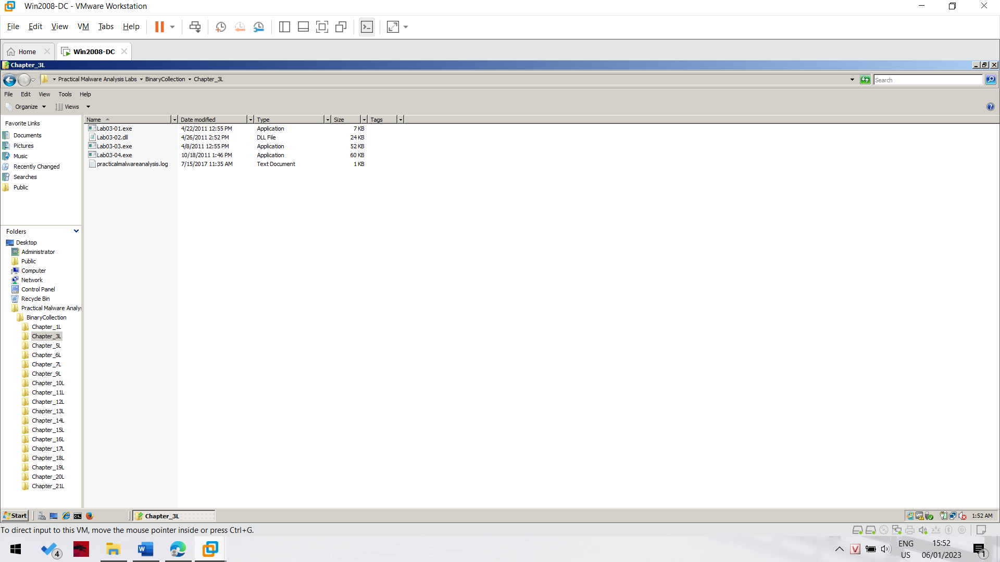 Win2008-DC - VMware Workstation
File Edit View VM Tabs Help
Home Win2008-DC
Chapter_3L
Practical Malware Analysis Labs BinaryCollection Chapter_3L
Search
File Edit View Tools Help
Organize Views
Favorite Links
Documents
Pictures
Music
Recently Changed
Searches
Public
Name Date modified Type Size Tags
Lab03-01.exe 4/22/2011 12:55 PM Application 7 KB
Lab03-02.dll 4/26/2011 2:52 PM DLL File 24 KB
Lab03-03.exe 4/8/2011 12:55 PM Application 52 KB
Lab03-04.exe 10/18/2011 1:46 PM Application 60 KB
practicalmalwareanalysis.log 7/15/2017 11:35 AM Text Document 1 KB
Folders
Desktop
Administrator
Public
Computer
Network
Control Panel
Recycle Bin
Practical Malware Analys
BinaryCollection
Chapter_1L
Chapter_3L
Chapter_5L
Chapter_6L
Chapter_7L
Chapter_9L
Chapter_10L
Chapter_11L
Chapter_12L
Chapter_13L
Chapter_14L
Chapter_15L
Chapter_16L
Chapter_17L
Chapter_18L
Chapter_19L
Chapter_20L
Chapter_21L
Start Chapter_3L 1:52 AM
To direct input to this VM, move the mouse pointer inside or press Ctrl+G.
4
ENG
US
15:52
06/01/2023
1